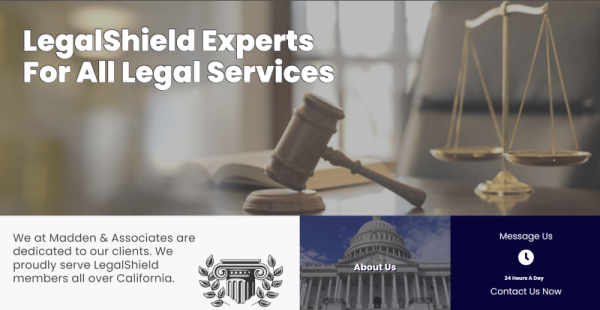 LegalShield Experts
For All Legal Services
We at Madden & Associates are
dedicated to our clients. We
proudly serve LegalShield
members all over California.
About Us
Message Us
24 Hours A Day
Contact Us Now